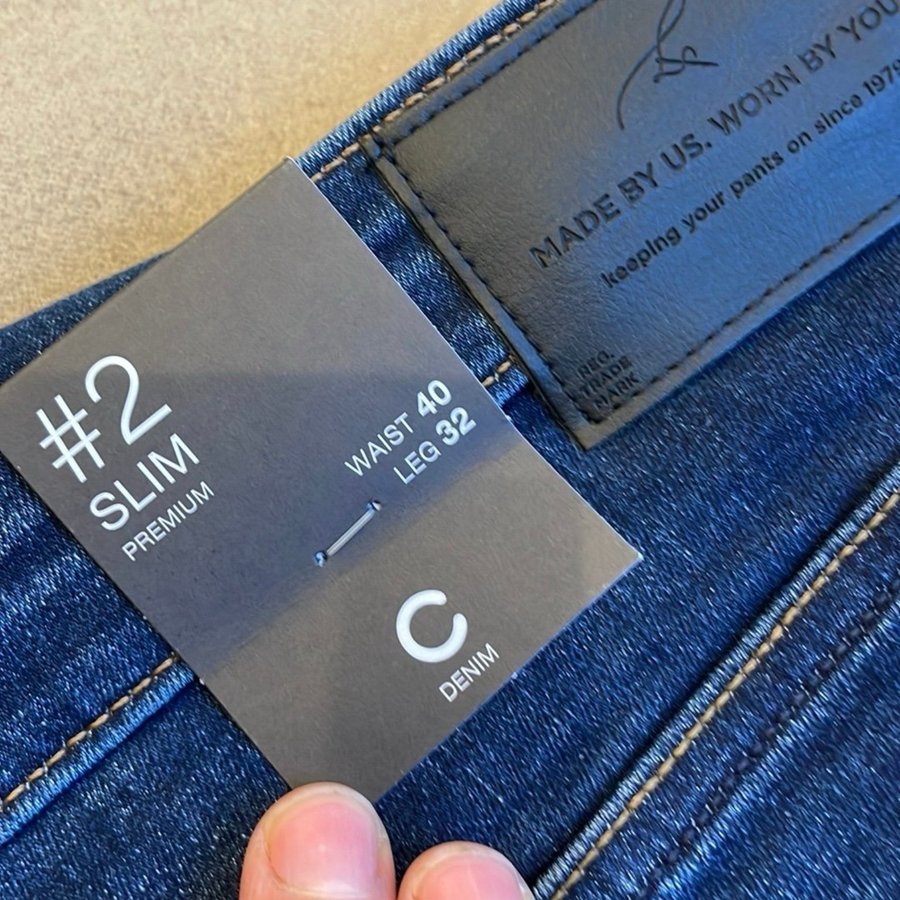 #2
SLIM
PREMIUM
WAIST 40
LEG 32
C
DENIM
MADE BY US. WORN BY YOU
keeping your pants on since 1979
REG.
TRADE
MARK